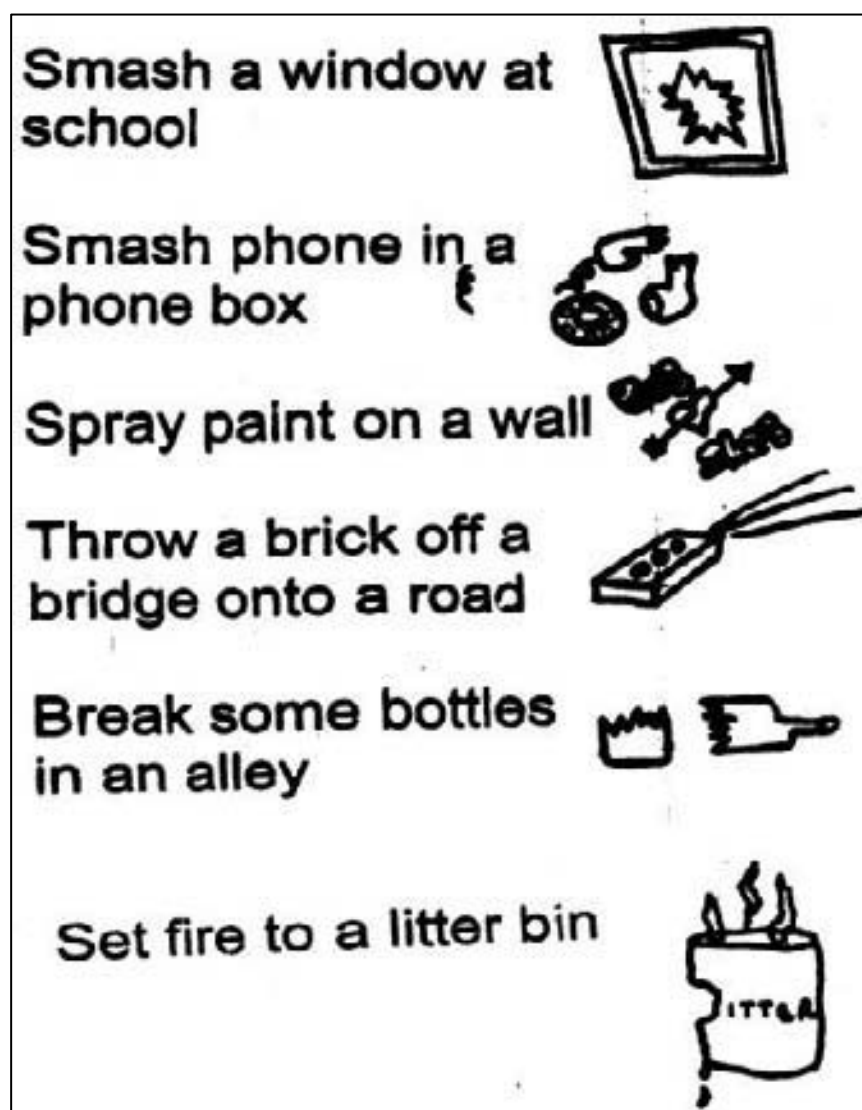 Smash a window at
school
Smash phone in a
phone box
Spray paint on a wall
Throw a brick off a
bridge onto a road
Break some bottles
in an alley
Set fire to a litter bin
ITTER